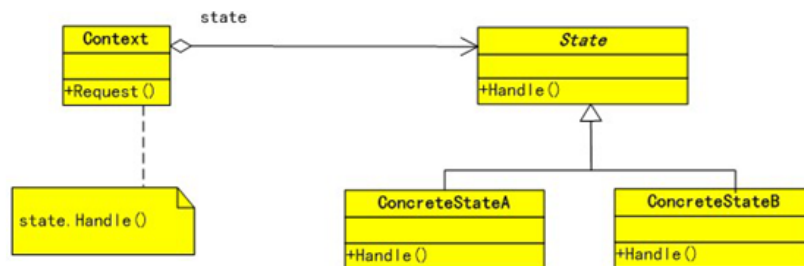 state
Context
State
+Request()
+Handle()
state.Handle()
ConcreteStateA
ConcreteStateB
+Handle()
+Handle()